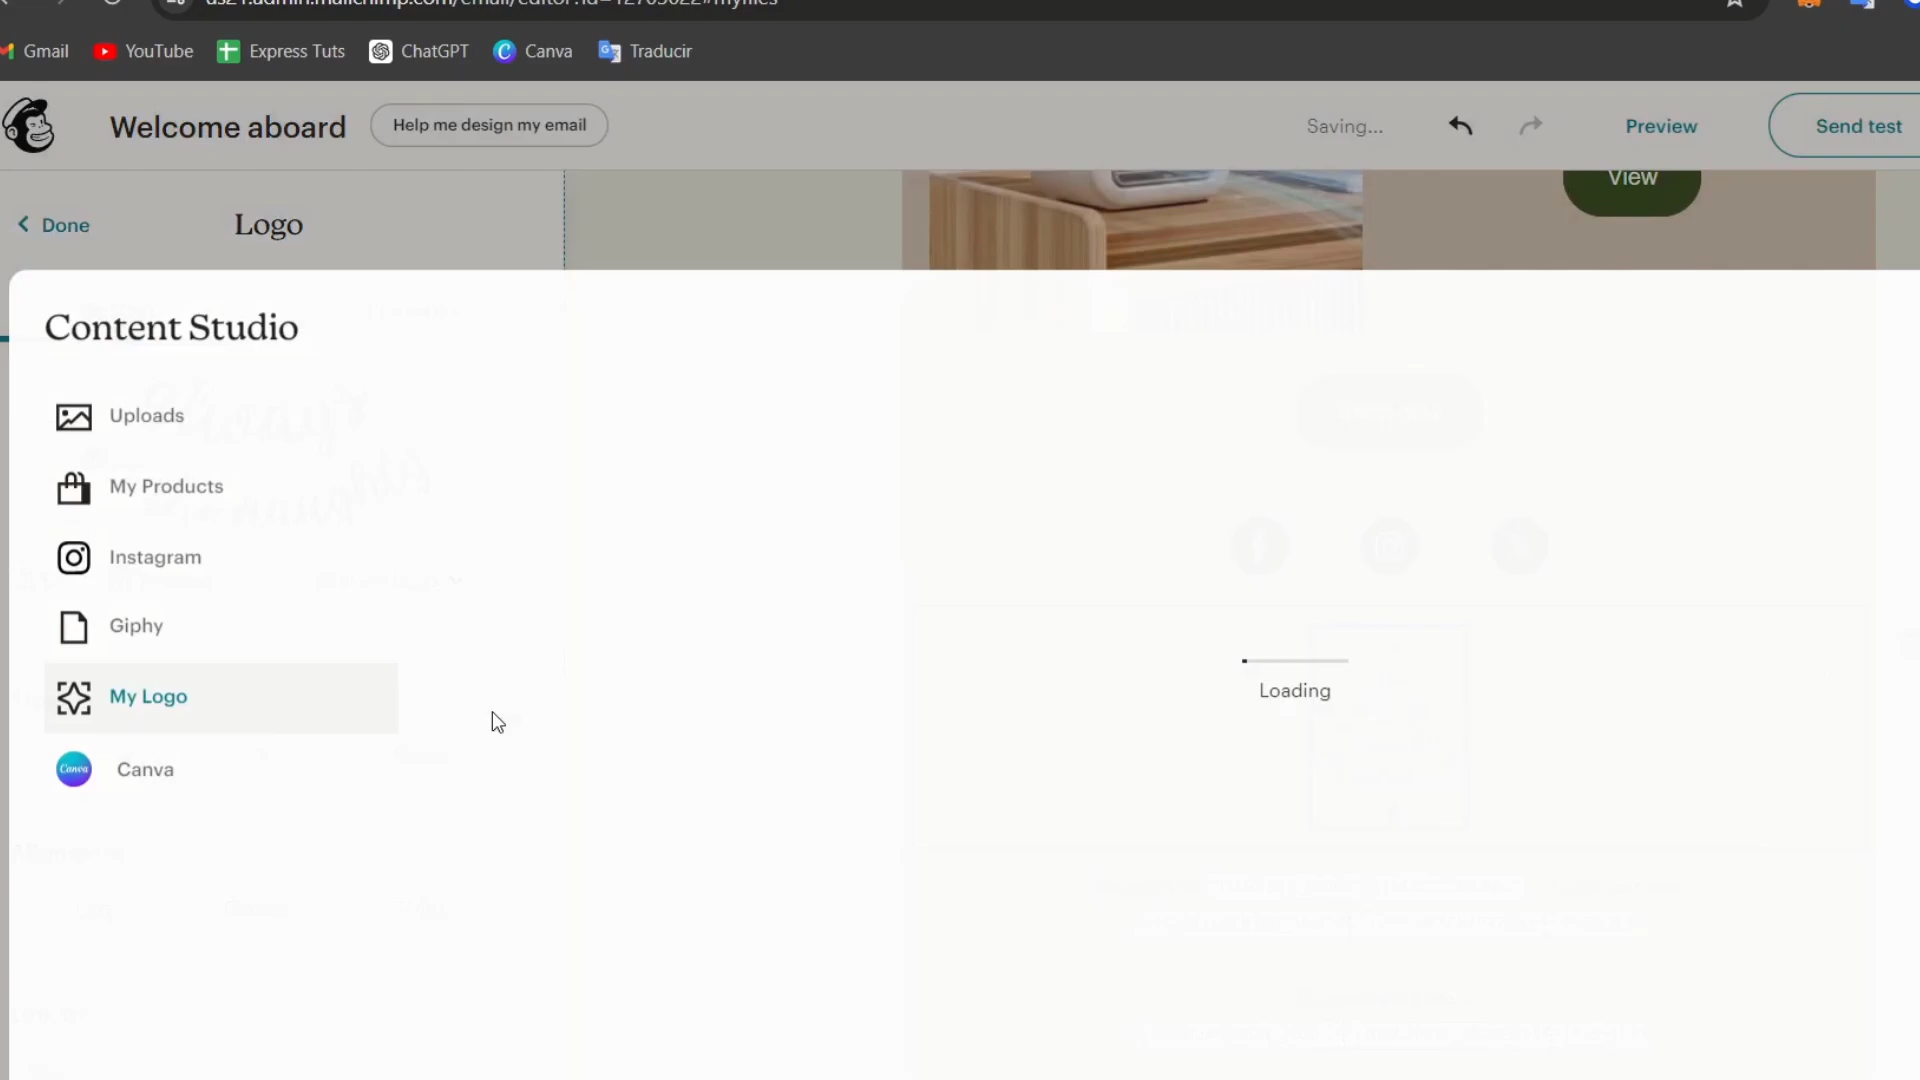 Gmail
YouTube
Express Tuts
ChatGPT
Canva
Traducir
Welcome aboard
Help me design my email
Saving...
Preview
Send test
Done
Logo
View
Content Studio
Uploads
My Products
Instagram
Giphy
My Logo
Canva
Canva
Loading